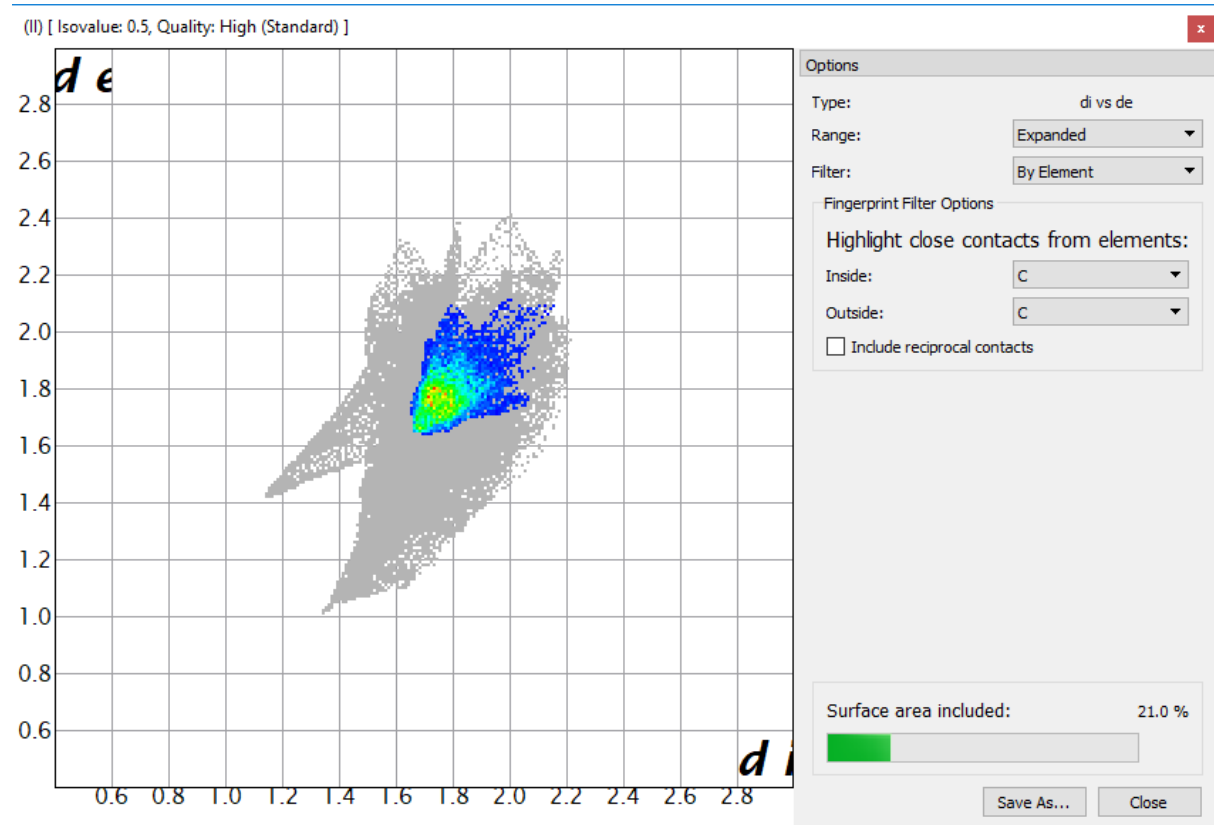 (II) [ Isovalue: 0.5, Quality: High (Standard) ]
x
d e
2.8
2.6
2.4
2.2
2.0
1.8
1.6
1.4
1.2
1.0
0.8
0.6
d i
0.6 0.8 1.0 1.2 1.4 1.6 1.8 2.0 2.2 2.4 2.6 2.8
Options
Type: di vs de
Range: Expanded
Filter: By Element
Fingerprint Filter Options
Highlight close contacts from elements:
Inside: C
Outside: C
Include reciprocal contacts
Surface area included: 21.0 %
Save As... Close